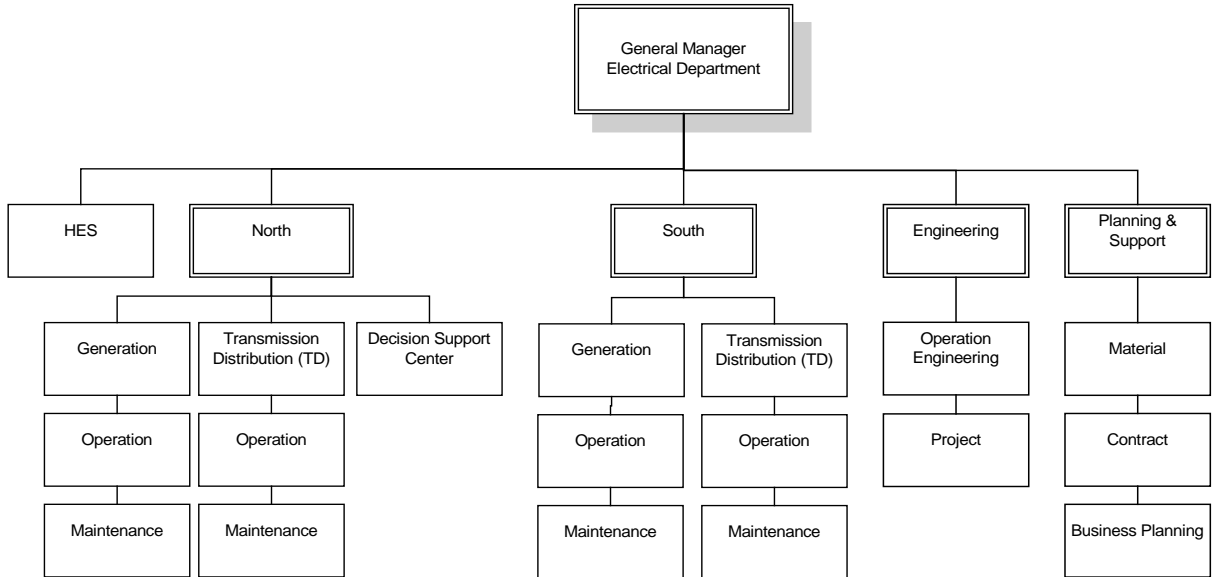 General Manager
Electrical Department
HES
North
South
Engineering
Planning &
Support
Generation
Transmission
Distribution (TD)
Decision Support
Center
Generation
Transmission
Distribution (TD)
Operation
Engineering
Material
Operation
Operation
Operation
Operation
Project
Contract
Maintenance
Maintenance
Maintenance
Maintenance
Business Planning